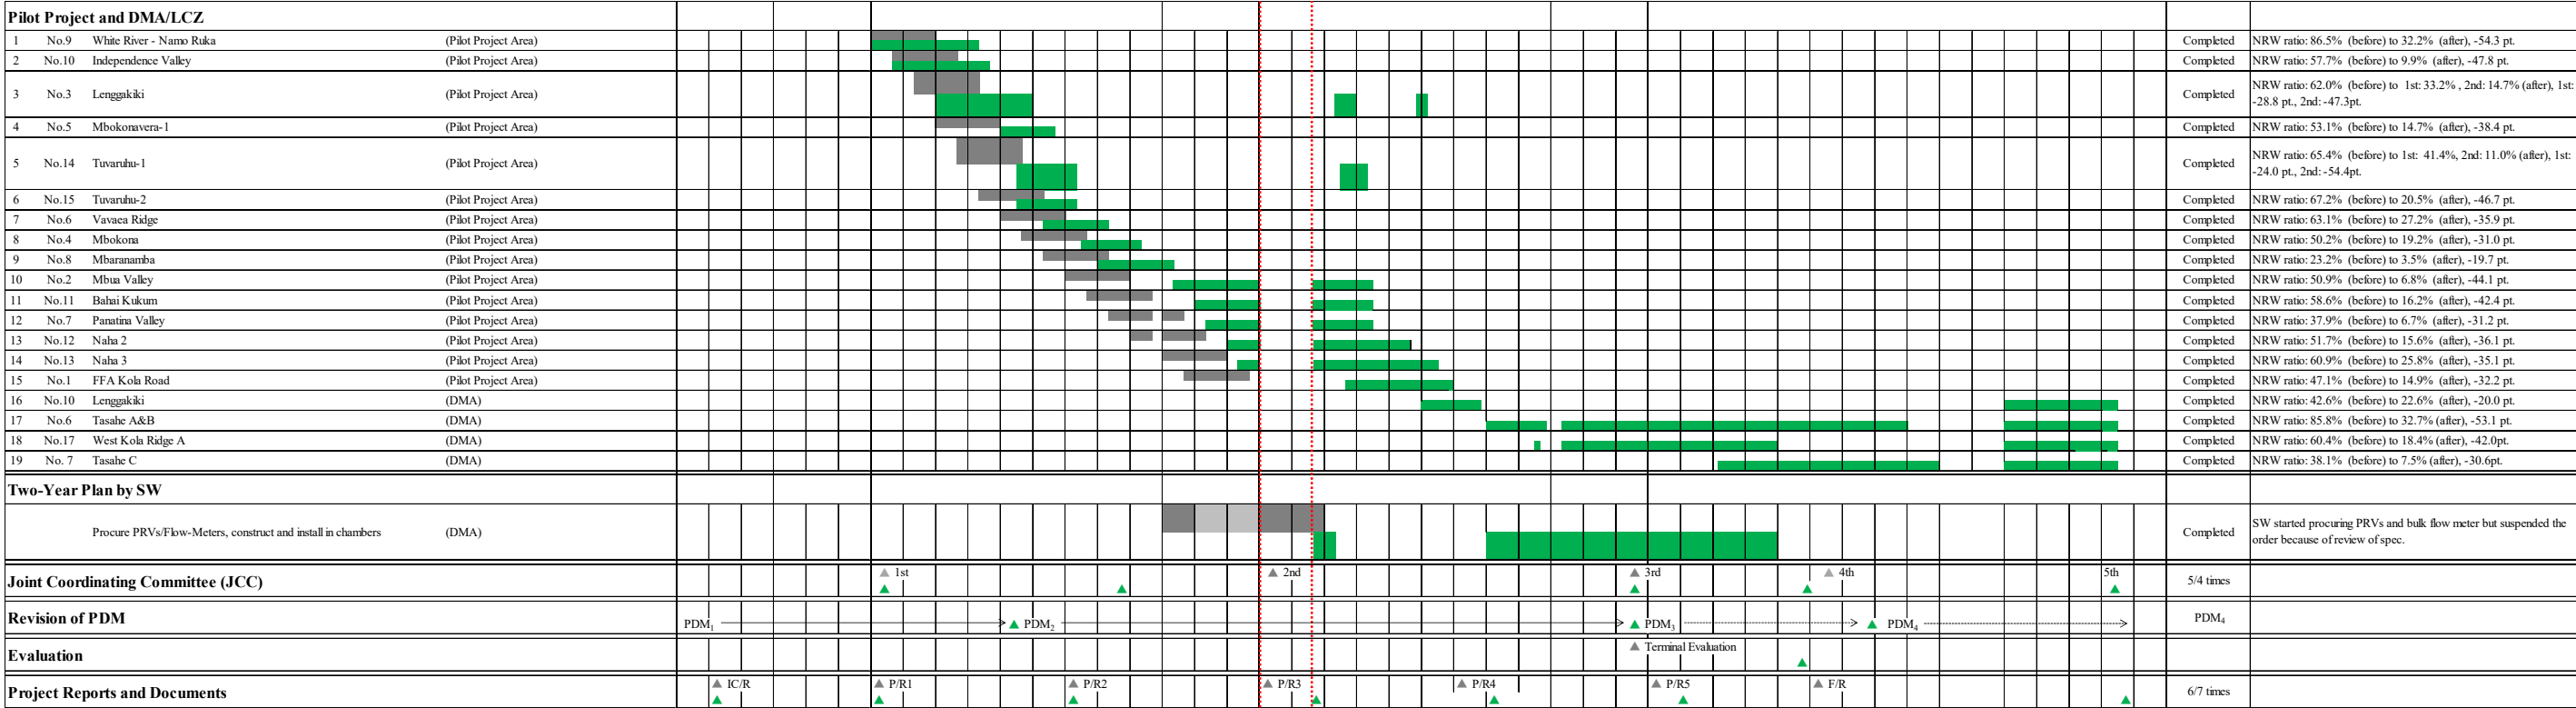 Pilot Project and DMA/LCZ
1 No.9 White River - Namo Ruka (Pilot Project Area) Completed NRW ratio: 86.5% (before) to 32.2% (after), -54.3 pt.
2 No.10 Independence Valley (Pilot Project Area) Completed NRW ratio: 57.7% (before) to 9.9% (after), -47.8 pt.
3 No.3 Lenggakiki (Pilot Project Area) Completed NRW ratio: 62.0% (before) to 1st: 33.2% , 2nd: 14.7% (after), 1st:
-28.8 pt., 2nd: -47.3pt.
4 No.5 Mbokonavera-1 (Pilot Project Area) Completed NRW ratio: 53.1% (before) to 14.7% (after), -38.4 pt.
5 No.14 Tuvaruhu-1 (Pilot Project Area) Completed NRW ratio: 65.4% (before) to 1st: 41.4%, 2nd: 11.0% (after), 1st:
-24.0 pt., 2nd: -54.4pt.
6 No.15 Tuvaruhu-2 (Pilot Project Area) Completed NRW ratio: 67.2% (before) to 20.5% (after), -46.7 pt.
7 No.6 Vavaea Ridge (Pilot Project Area) Completed NRW ratio: 63.1% (before) to 27.2% (after), -35.9 pt.
8 No.4 Mbokona (Pilot Project Area) Completed NRW ratio: 50.2% (before) to 19.2% (after), -31.0 pt.
9 No.8 Mbaranamba (Pilot Project Area) Completed NRW ratio: 23.2% (before) to 3.5% (after), -19.7 pt.
10 No.2 Mbua Valley (Pilot Project Area) Completed NRW ratio: 50.9% (before) to 6.8% (after), -44.1 pt.
11 No.11 Bahai Kukum (Pilot Project Area) Completed NRW ratio: 58.6% (before) to 16.2% (after), -42.4 pt.
12 No.7 Panatina Valley (Pilot Project Area) Completed NRW ratio: 37.9% (before) to 6.7% (after), -31.2 pt.
13 No.12 Naha 2 (Pilot Project Area) Completed NRW ratio: 51.7% (before) to 15.6% (after), -36.1 pt.
14 No.13 Naha 3 (Pilot Project Area) Completed NRW ratio: 60.9% (before) to 25.8% (after), -35.1 pt.
15 No.1 FFA Kola Road (Pilot Project Area) Completed NRW ratio: 47.1% (before) to 14.9% (after), -32.2 pt.
16 No.10 Lenggakiki (DMA) Completed NRW ratio: 42.6% (before) to 22.6% (after), -20.0 pt.
17 No.6 Tasahe A&B (DMA) Completed NRW ratio: 85.8% (before) to 32.7% (after), -53.1 pt.
18 No.17 West Kola Ridge A (DMA) Completed NRW ratio: 60.4% (before) to 18.4% (after), -42.0pt.
19 No. 7 Tasahe C (DMA) Completed NRW ratio: 38.1% (before) to 7.5% (after), -30.6pt.
Two-Year Plan by SW
Procure PRVs/Flow-Meters, construct and install in chambers (DMA) Completed SW started procuring PRVs and bulk flow meter but suspended the
order because of review of spec.
Joint Coordinating Committee (JCC) 1st 2nd 3rd 4th 5th 5/4 times
Revision of PDM PDM₁ PDM₂ PDM₃ PDM₄ PDM₄
Evaluation Terminal Evaluation
Project Reports and Documents IC/R P/R1 P/R2 P/R3 P/R4 P/R5 F/R 6/7 times